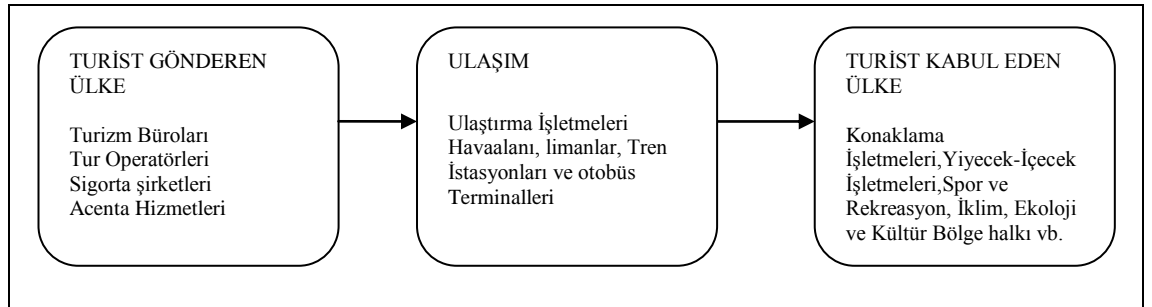 TURİST GÖNDEREN
ÜLKE
Turizm Büroları
Tur Operatörleri
Sigorta şirketleri
Acenta Hizmetleri
ULAŞIM
Ulaştırma İşletmeleri
Havaalanı, limanlar, Tren
İstasyonları ve otobüs
Terminalleri
TURİST KABUL EDEN
ÜLKE
Konaklama
İşletmeleri,Yiyecek-İçecek
İşletmeleri,Spor ve
Rekreasyon, İklim, Ekoloji
ve Kültür Bölge halkı vb.